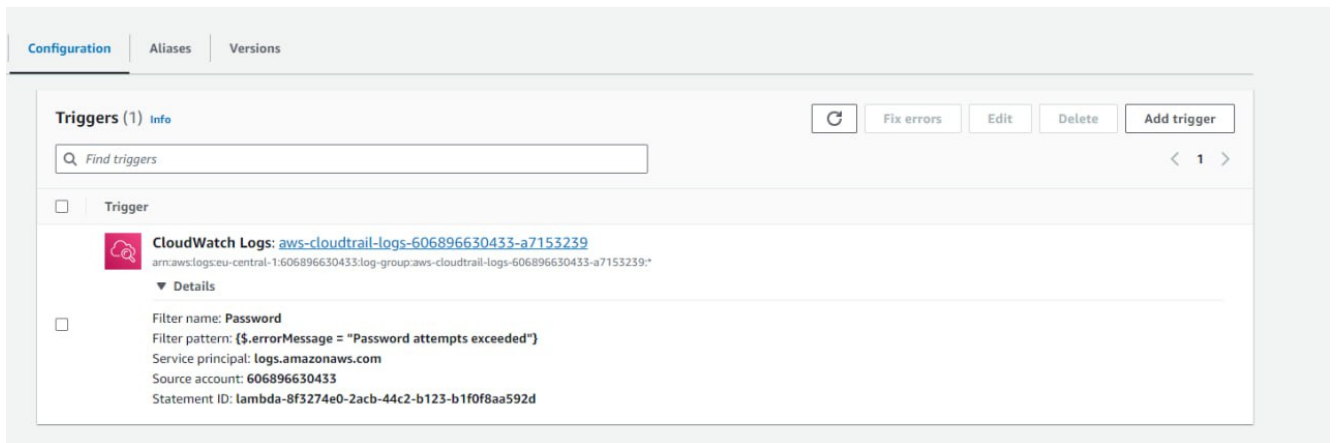 Configuration Aliases Versions
Triggers (1) Info Fix errors Edit Delete Add trigger
Find triggers < 1 >
Trigger
CloudWatch Logs: aws-cloudtrail-logs-606896630433-a7153239
arn:aws:logs:eu-central-1:606896630433:log-group:aws-cloudtrail-logs-606896630433-a7153239:*
▼ Details
Filter name: Password
Filter pattern: {$.errorMessage = "Password attempts exceeded"}
Service principal: logs.amazonaws.com
Source account: 606896630433
Statement ID: lambda-8f3274e0-2acb-44c2-b123-b1f0f8aa592d